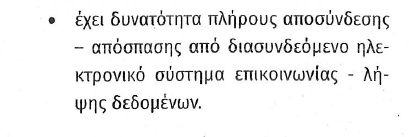 • έχει δυνατότητα πλήρους αποσύνδεσης
– απόσπασης από διασυνδεόμενο ηλε-
κτρονικό σύστημα επικοινωνίας - λή-
ψης δεδομένων.